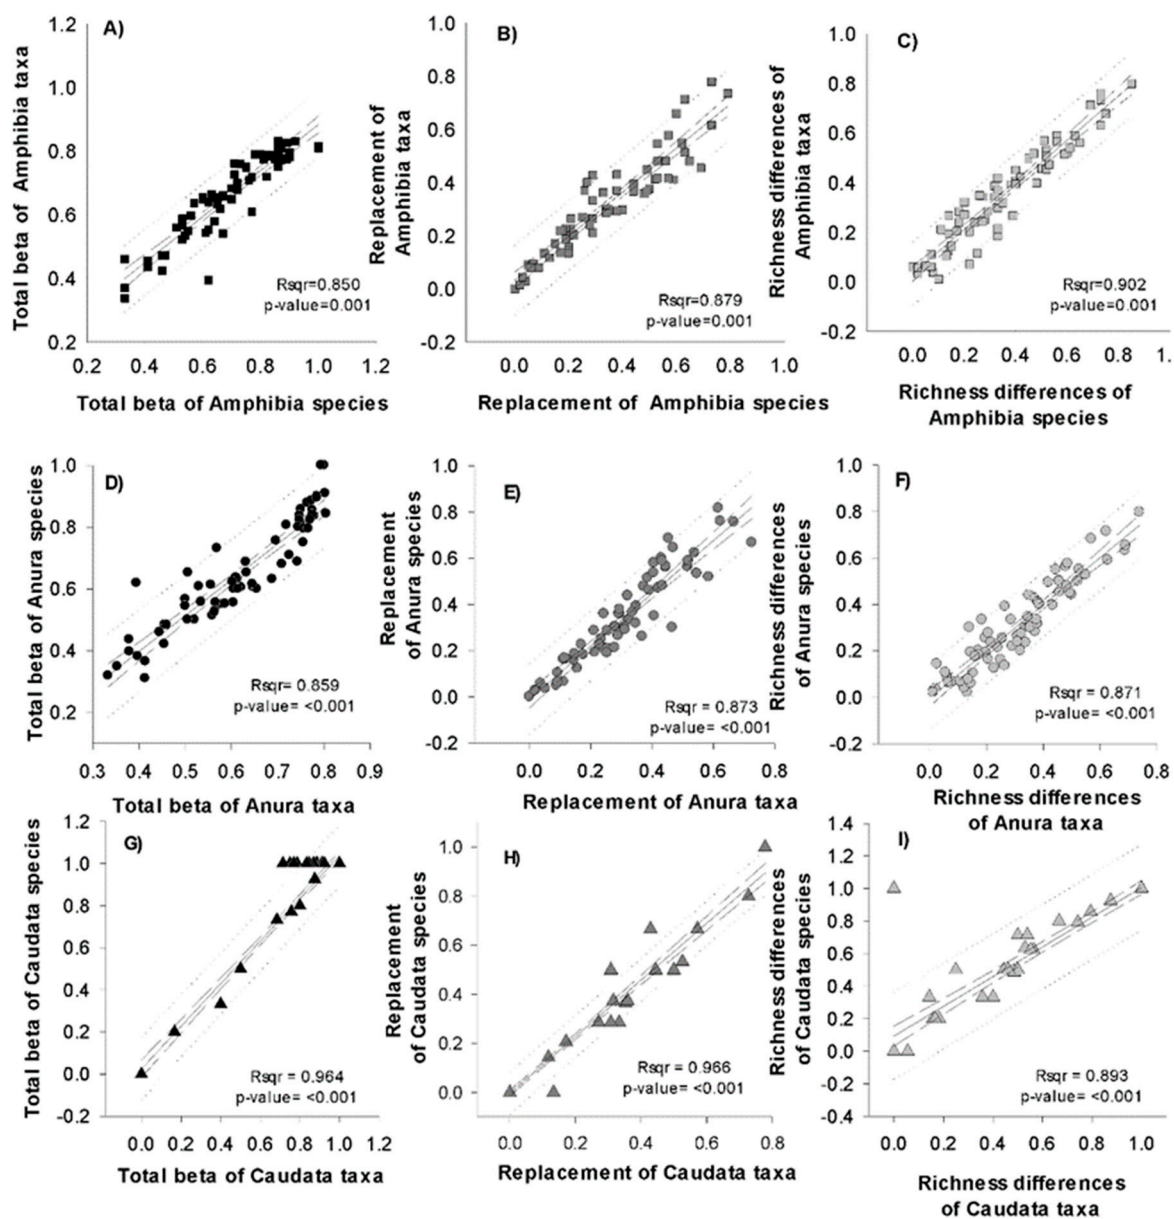 A)
Total beta of Amphibia taxa
1.2
1.0
0.8
0.6
0.4
0.2
Rsqr=0.850
p-value=0.001
0.2 0.4 0.6 0.8 1.0 1.2
Total beta of Amphibia species
B)
Replacement of
Amphibia taxa
1.0
0.8
0.6
0.4
0.2
0.0
-0.2
Rsqr=0.879
p-value=0.001
0.0 0.2 0.4 0.6 0.8 1.0
Replacement of Amphibia species
C)
Richness differences of
Amphibia taxa
1.0
0.8
0.6
0.4
0.2
0.0
-0.2
Rsqr=0.902
p-value=0.001
0.0 0.2 0.4 0.6 0.8 1.
Richness differences of
Amphibia species
D)
Total beta of Anura species
1.0
0.8
0.6
0.4
0.2
Rsqr= 0.859
p-value= <0.001
0.3 0.4 0.5 0.6 0.7 0.8 0.9
Total beta of Anura taxa
E)
Replacement
of Anura species
1.0
0.8
0.6
0.4
0.2
0.0
-0.2
Rsqr = 0.873
p-value= <0.001
0.0 0.2 0.4 0.6 0.8
Replacement of Anura taxa
F)
Richness differences
of Anura species
1.0
0.8
0.6
0.4
0.2
0.0
-0.2
Rsqr = 0.871
p-value= <0.001
0.0 0.2 0.4 0.6 0.8
Richness differences
of Anura taxa
G)
Total beta of Caudata species
1.2
1.0
0.8
0.6
0.4
0.2
0.0
-0.2
Rsqr = 0.964
p-value= <0.001
0.0 0.2 0.4 0.6 0.8 1.0 1.2
Total beta of Caudata taxa
H)
Replacement
of Caudata species
1.0
0.8
0.6
0.4
0.2
0.0
Rsqr = 0.966
p-value= <0.001
0.0 0.2 0.4 0.6 0.8
Replacement of Caudata taxa
I)
Richness differences
of Caudata species
1.4
1.2
1.0
0.8
0.6
0.4
0.2
0.0
-0.2
-0.4
Rsqr = 0.893
p-value= <0.001
0.0 0.2 0.4 0.6 0.8 1.0
Richness differences
of Caudata taxa